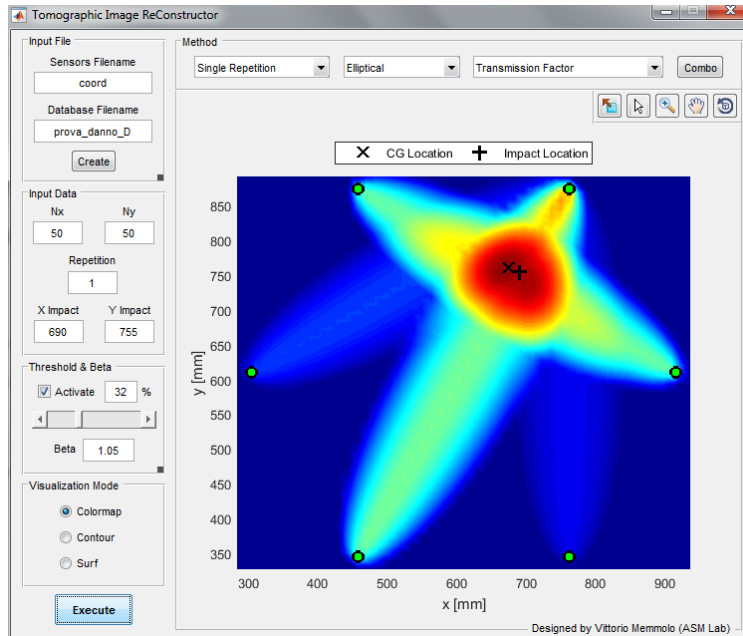 Tomographic Image ReConstructor
Input File
Sensors Filename
coord
Database Filename
prova_danno_D
Create
Input Data
Nx Ny
50 50
Repetition
1
X Impact Y Impact
690 755
Threshold & Beta
Activate 32 %
Beta 1.05
Visualization Mode
Colormap
Contour
Surf
Execute
Method
Single Repetition Elliptical Transmission Factor Combo
CG Location Impact Location
850
800
750
700
650
600
550
500
450
400
350
y [mm]
300 400 500 600 700 800 900
x [mm]
Designed by Vittorio Memmolo (ASM Lab)